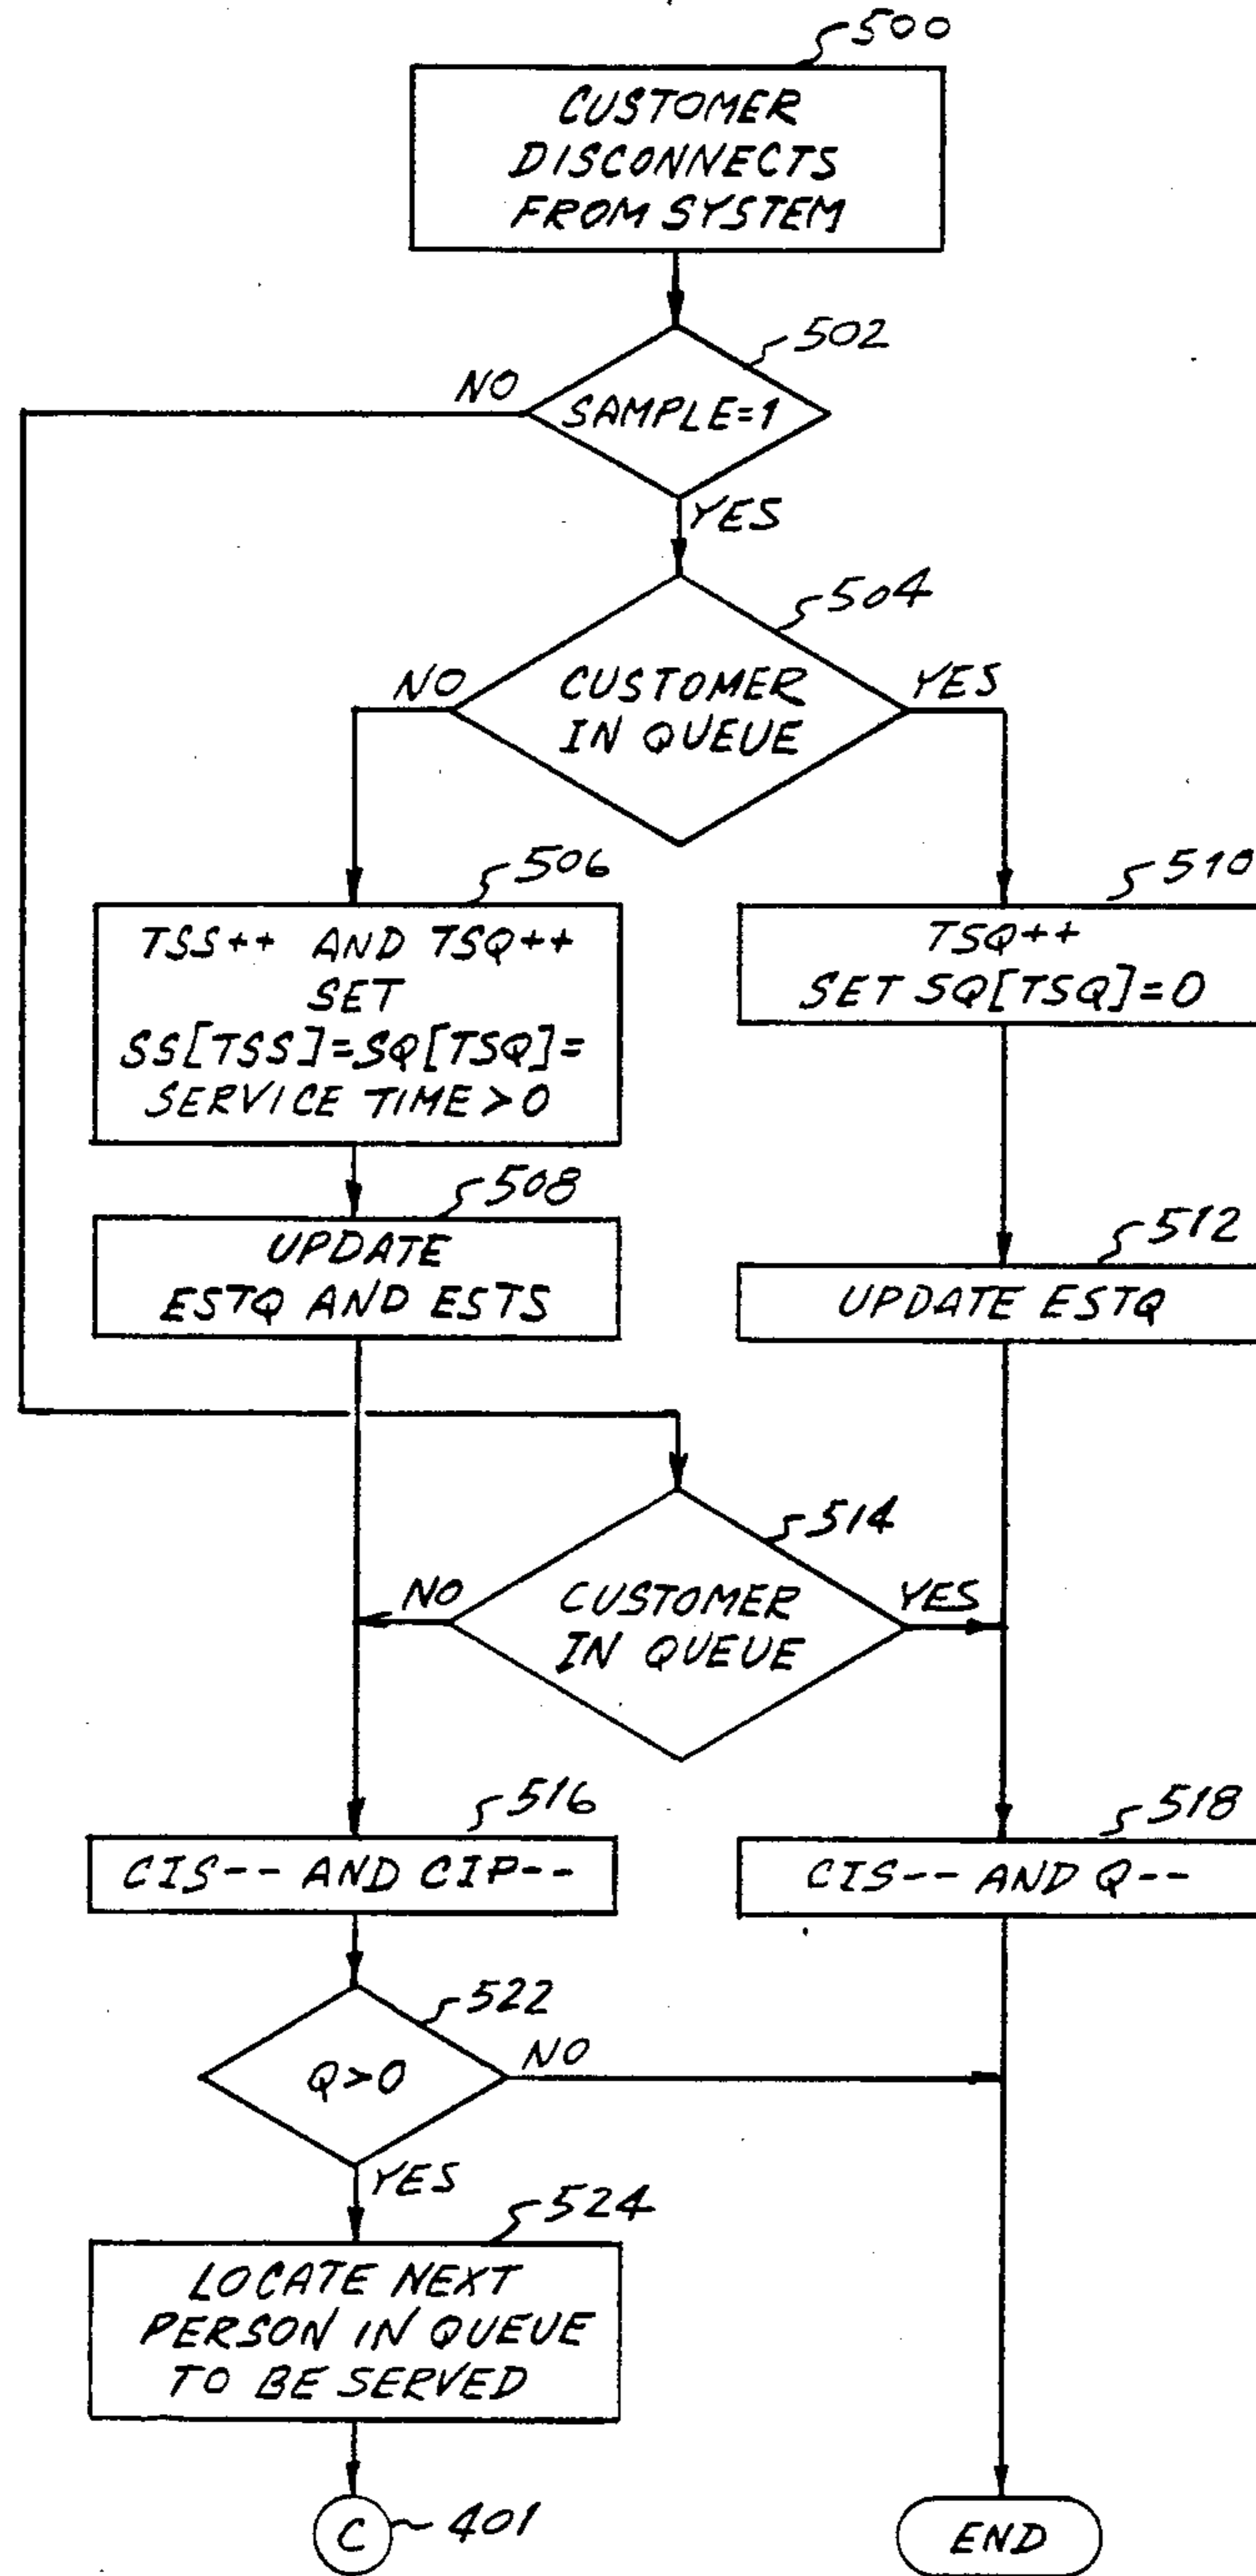 500
CUSTOMER
DISCONNECTS
FROM SYSTEM
502
NO
SAMPLE=1
YES
504
NO
CUSTOMER
IN QUEUE
YES
506
TSS++ AND TSQ++
SET
SS[TSS]=SQ[TSQ]=
SERVICE TIME>0
510
TSQ++
SET SQ[TSQ]=0
508
UPDATE
ESTQ AND ESTS
512
UPDATE ESTQ
514
NO
CUSTOMER
IN QUEUE
YES
516
CIS-- AND CIP--
518
CIS-- AND Q--
522
Q>0
NO
YES
524
LOCATE NEXT
PERSON IN QUEUE
TO BE SERVED
C
401
END